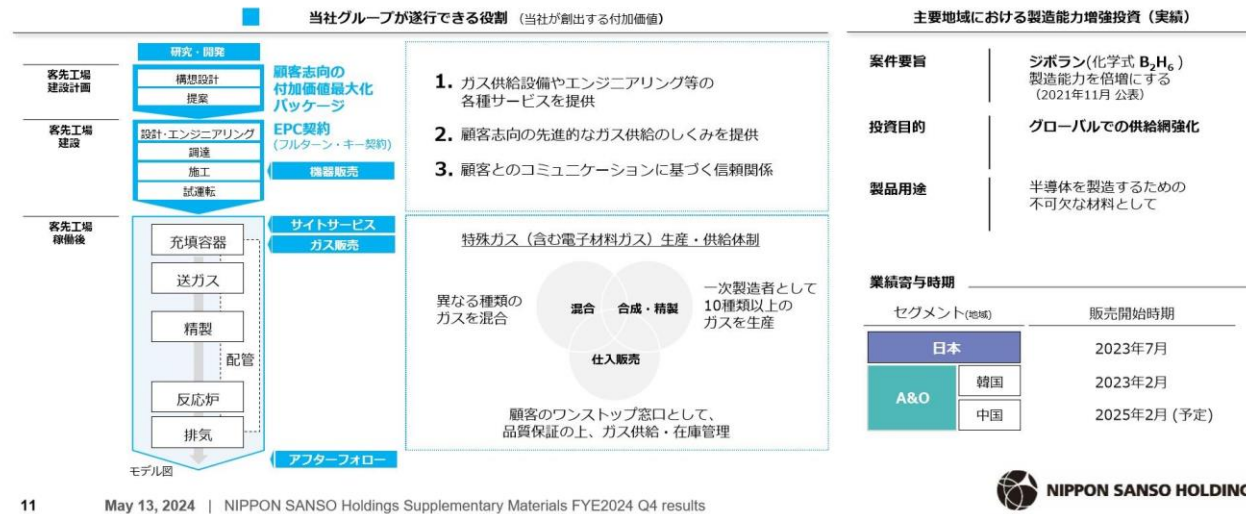 当社グループが遂行できる役割 (当社が創出する付加価値)
研究・開発
客先工場
建設計画
構想設計
提案
顧客志向の
付加価値最大化
パッケージ
客先工場
建設
設計・エンジニアリング
調達
施工
試運転
EPC契約
(フルターン・キー契約)
機器販売
客先工場
稼働後
サイトサービス
ガス販売
充填容器
送ガス
精製
配管
反応炉
排気
アフターフォロー
モデル図
1. ガス供給設備やエンジニアリング等の
各種サービスを提供
2. 顧客志向の先進的なガス供給のしくみを提供
3. 顧客とのコミュニケーションに基づく信頼関係
特殊ガス（含む電子材料ガス）生産・供給体制
異なる種類の
ガスを混合
混合
合成・精製
仕入販売
一次製造者として
10種類以上の
ガスを生産
顧客のワンストップ窓口として、
品質保証の上、ガス供給・在庫管理
主要地域における製造能力増強投資（実績）
案件要旨
ジボラン(化学式 B₂H₆)
製造能力を倍増にする
（2021年11月 公表）
投資目的
グローバルでの供給網強化
製品用途
半導体を製造するための
不可欠な材料として
業績寄与時期
セグメント(地域) 販売開始時期
日本 2023年7月
A&O
韓国 2023年2月
中国 2025年2月 (予定)
11 May 13, 2024 | NIPPON SANSO Holdings Supplementary Materials FYE2024 Q4 results
NIPPON SANSO HOLDING